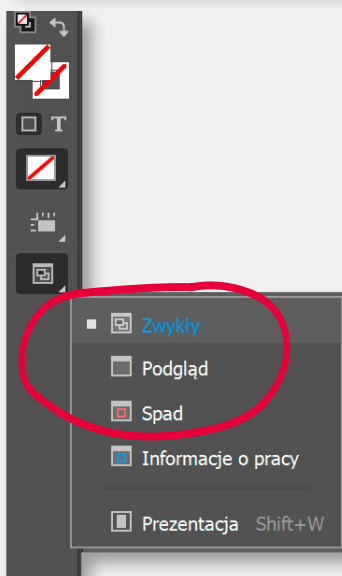 T
Zwykły
Podgląd
Spad
Informacje o pracy
Prezentacja Shift+W